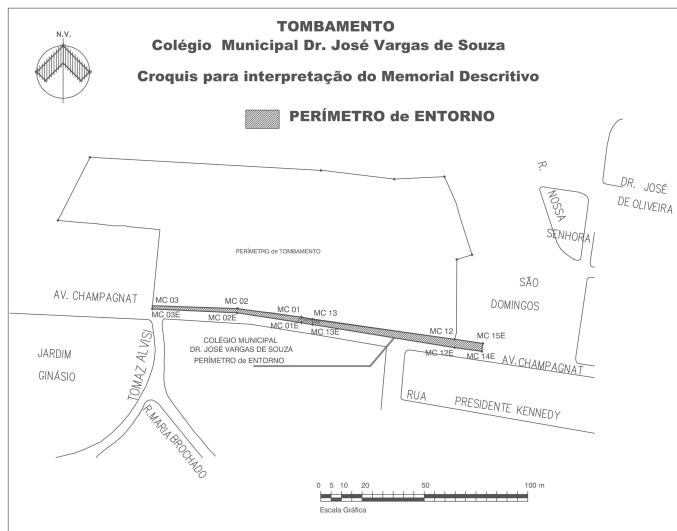 TOMBAMENTO
Colégio Municipal Dr. José Vargas de Souza
N.V.
Croquis para interpretação do Memorial Descritivo
PERÍMETRO de ENTORNO
R. NOSSA SENHORA
DR. JOSÉ
DE OLIVEIRA
PERÍMETRO de TOMBAMENTO
SÃO
DOMINGOS
AV. CHAMPAGNAT
MC 03
MC 02
MC 01
MC 13
MC 12
MC 15E
MC 03E
MC 02E
MC 01E
MC 13E
MC 12E
MC 14E
AV. CHAMPAGNAT
COLÉGIO MUNICIPAL
DR. JOSÉ VARGAS DE SOUZA
PERÍMETRO de ENTORNO
JARDIM
GINÁSIO
TOMAZ ALVISI
R.MARIA BROCHADO
RUA PRESIDENTE KENNEDY
0 5 10 20 50 100 m
Escala Gráfica